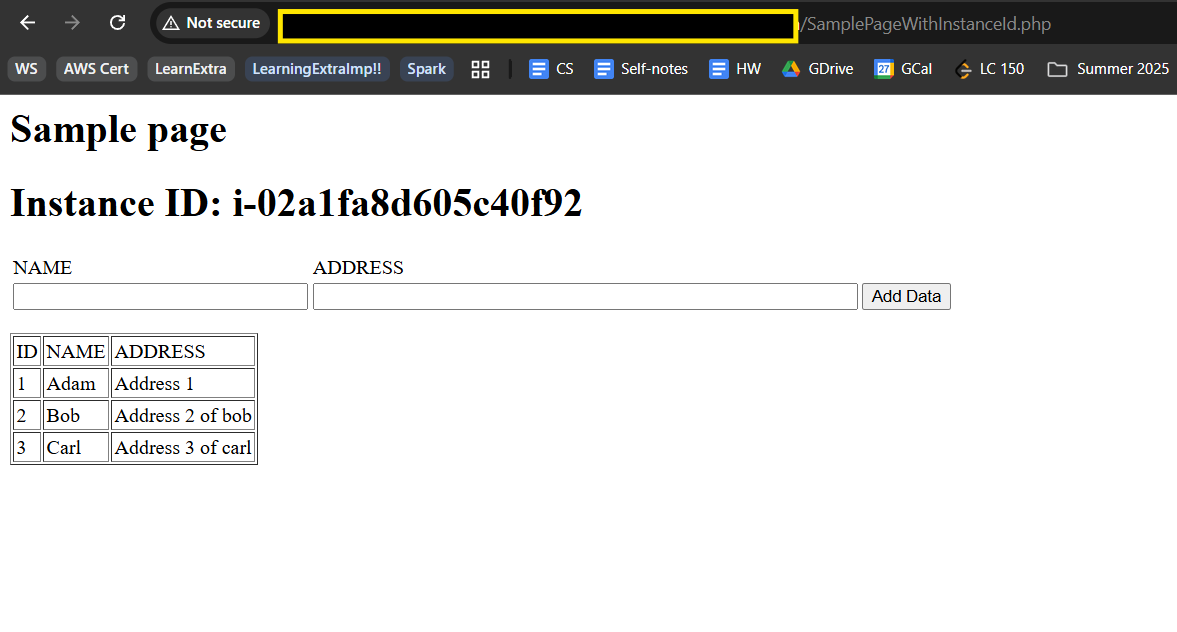 Not secure /SamplePageWithInstanceId.php
WS AWS Cert LearnExtra LearningExtraImp!! Spark CS Self-notes HW GDrive 27 GCal LC 150 Summer 2025
Sample page
Instance ID: i-02a1fa8d605c40f92
NAME ADDRESS
Add Data
ID NAME ADDRESS
1 Adam Address 1
2 Bob Address 2 of bob
3 Carl Address 3 of carl